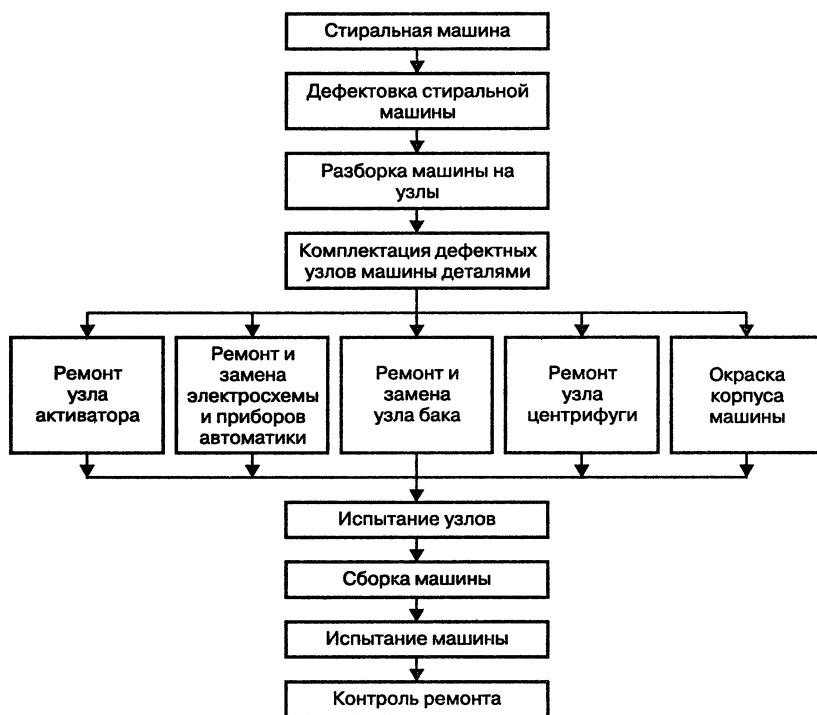 Стиральная машина
Дефектовка стиральной
машины
Разборка машины на
узлы
Комплектация дефектных
узлов машины деталями
Ремонт
узла
активатора
Ремонт и
замена
электросхемы
и приборов
автоматики
Ремонт и
замена
узла бака
Ремонт
узла
центрифуги
Окраска
корпуса
машины
Испытание узлов
Сборка машины
Испытание машины
Контроль ремонта